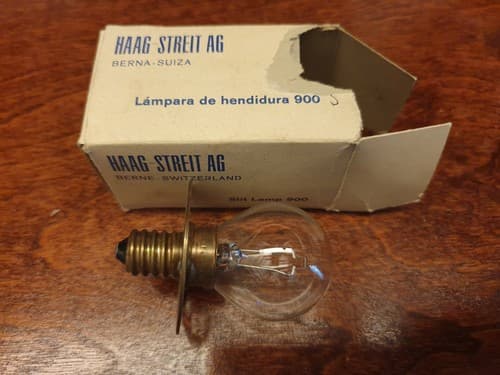 HAAG-STREIT AG
BERNA-SUIZA
Lámpara de hendidura 900 S
HAAG-STREIT AG
BERNE-SWITZERLAND
Slit Lamp 900